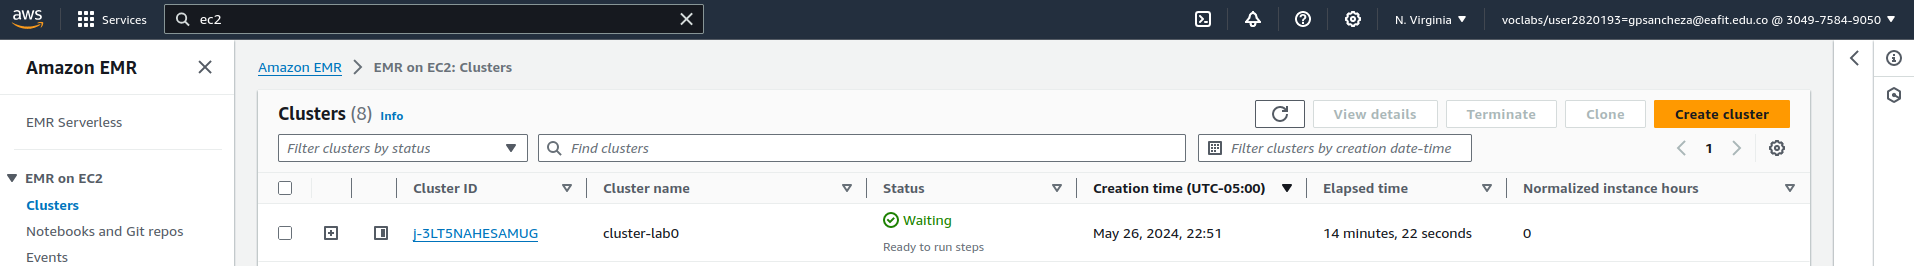 aws Services ec2 N. Virginia voclabs/user2820193=gpsancheza@eafit.edu.co @ 3049-7584-9050
Amazon EMR
EMR Serverless
EMR on EC2
Clusters
Notebooks and Git repos
Events
Amazon EMR EMR on EC2: Clusters
Clusters (8) Info View details Terminate Clone Create cluster
Filter clusters by status Find clusters Filter clusters by creation date-time 1
Cluster ID Cluster name Status Creation time (UTC-05:00) Elapsed time Normalized instance hours
j-3LT5NAHESAMUG cluster-lab0 Waiting May 26, 2024, 22:51 14 minutes, 22 seconds 0
Ready to run steps